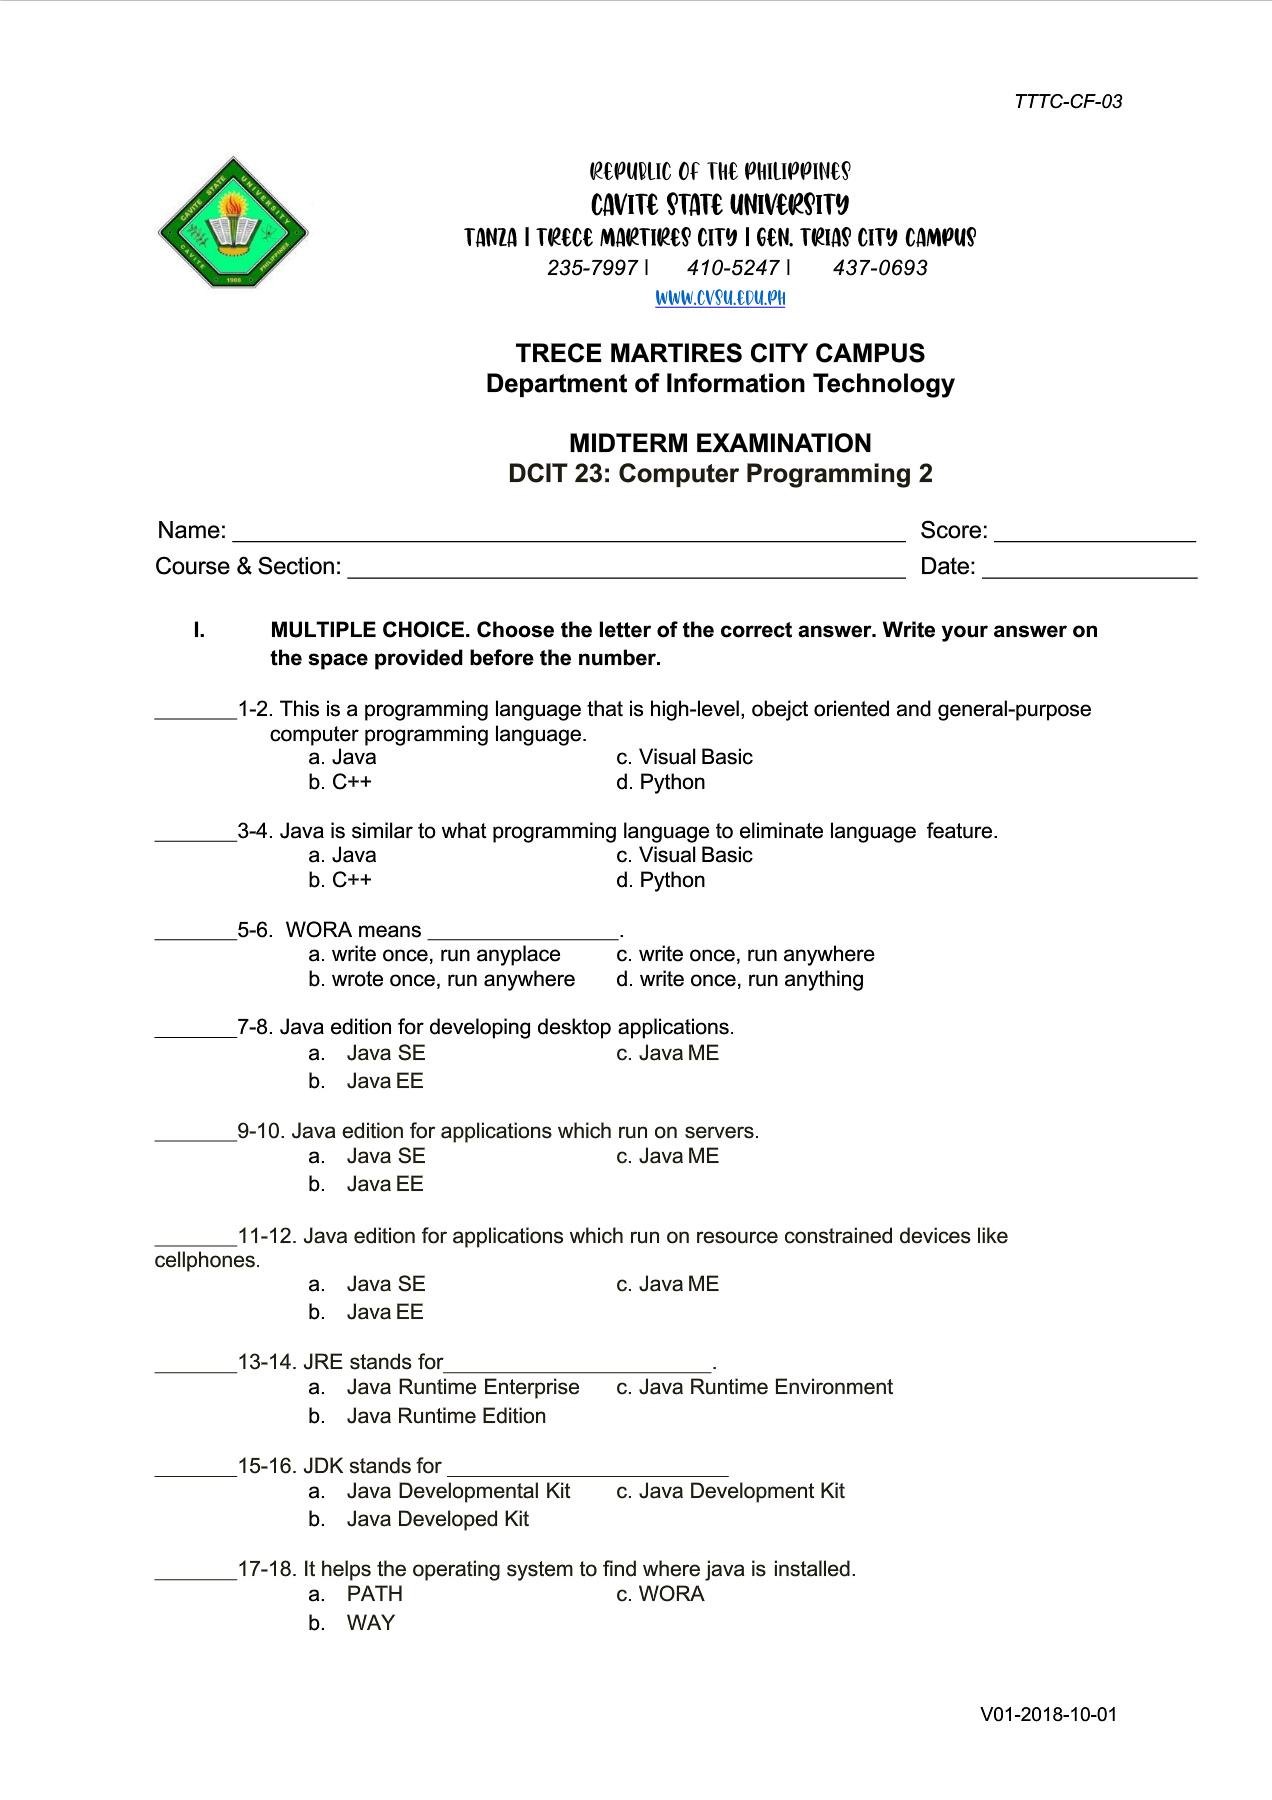 TTTC-CF-03
CAVITE STATE UNIVERSITY
CAVITE PHILIPPINES
1906
REPUBLIC OF THE PHILIPPINES
CAVITE STATE UNIVERSITY
TANZA | TRECE MARTIRES CITY | GEN. TRIAS CITY CAMPUS
235-7997 | 410-5247 | 437-0693
WWW.CVSU.EDU.PH
TRECE MARTIRES CITY CAMPUS
Department of Information Technology
MIDTERM EXAMINATION
DCIT 23: Computer Programming 2
Name: ____________ Score: ____________
Course & Section: ____________ Date: ____________
I. MULTIPLE CHOICE. Choose the letter of the correct answer. Write your answer on
the space provided before the number.
_______1-2. This is a programming language that is high-level, obejct oriented and general-purpose
computer programming language.
a. Java c. Visual Basic
b. C++ d. Python
_______3-4. Java is similar to what programming language to eliminate language feature.
a. Java c. Visual Basic
b. C++ d. Python
_______5-6. WORA means ________________.
a. write once, run anyplace c. write once, run anywhere
b. wrote once, run anywhere d. write once, run anything
_______7-8. Java edition for developing desktop applications.
a. Java SE c. Java ME
b. Java EE
_______9-10. Java edition for applications which run on servers.
a. Java SE c. Java ME
b. Java EE
_______11-12. Java edition for applications which run on resource constrained devices like
cellphones.
a. Java SE c. Java ME
b. Java EE
_______13-14. JRE stands for______________________.
a. Java Runtime Enterprise c. Java Runtime Environment
b. Java Runtime Edition
_______15-16. JDK stands for _______________________
a. Java Developmental Kit c. Java Development Kit
b. Java Developed Kit
_______17-18. It helps the operating system to find where java is installed.
a. PATH c. WORA
b. WAY
V01-2018-10-01